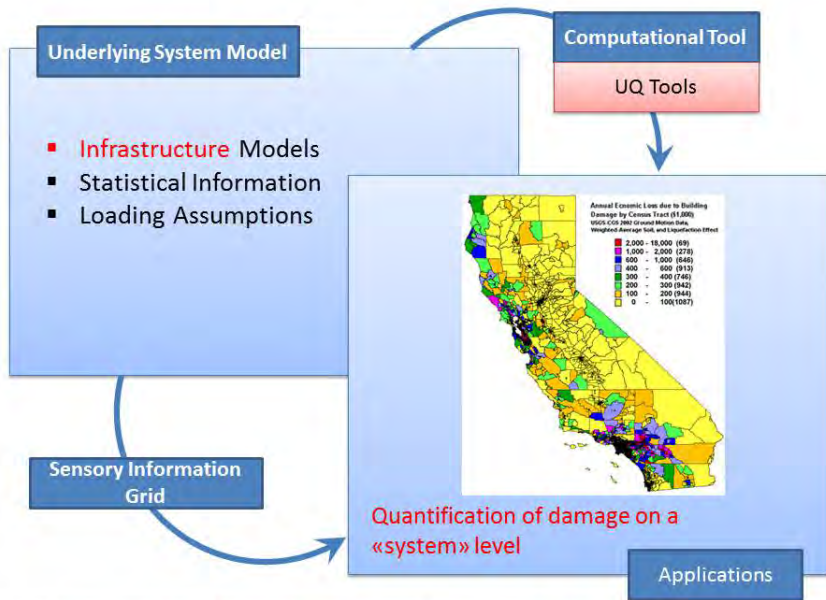 Underlying System Model
Computational Tool
UQ Tools
▪ Infrastructure Models
▪ Statistical Information
▪ Loading Assumptions
Annual Ecenomic Loss due to Building
Damage by Census Tract ($1,000)
USGS-CGS 2002 Ground Motion Data,
Weighted-Average Soil, and Liquefaction Effect
2,000 - 18,000 (69)
1,000 - 2,000 (278)
600 - 1,000 (646)
400 - 600 (913)
300 - 400 (746)
200 - 300 (942)
100 - 200 (944)
0 - 100(1087)
Sensory Information
Grid
Quantification of damage on a
«system» level
Applications